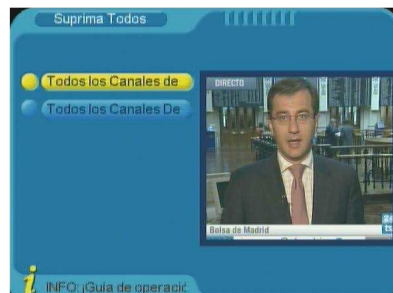 Suprima Todos
Todos los Canales de
Todos los Canales De
DIRECTO
Bolsa de Madrid
INFO: ¡Guía de operació